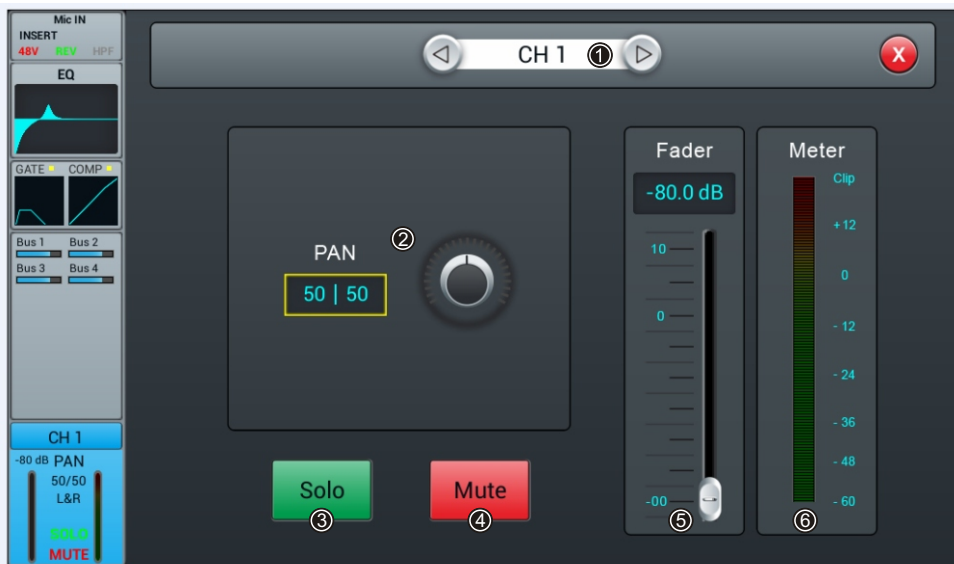 Mic IN
INSERT
48V REV HPF
EQ
GATE COMP
Bus 1 Bus 2
Bus 3 Bus 4
CH 1
-80 dB PAN
50/50
L&R
SOLO
MUTE
CH 1 ①
X
PAN ②
50 | 50
Solo
③
Mute
④
Fader
-80.0 dB
10
0
-00
⑤
Meter
Clip
+12
0
- 12
- 24
- 36
- 48
- 60
⑥